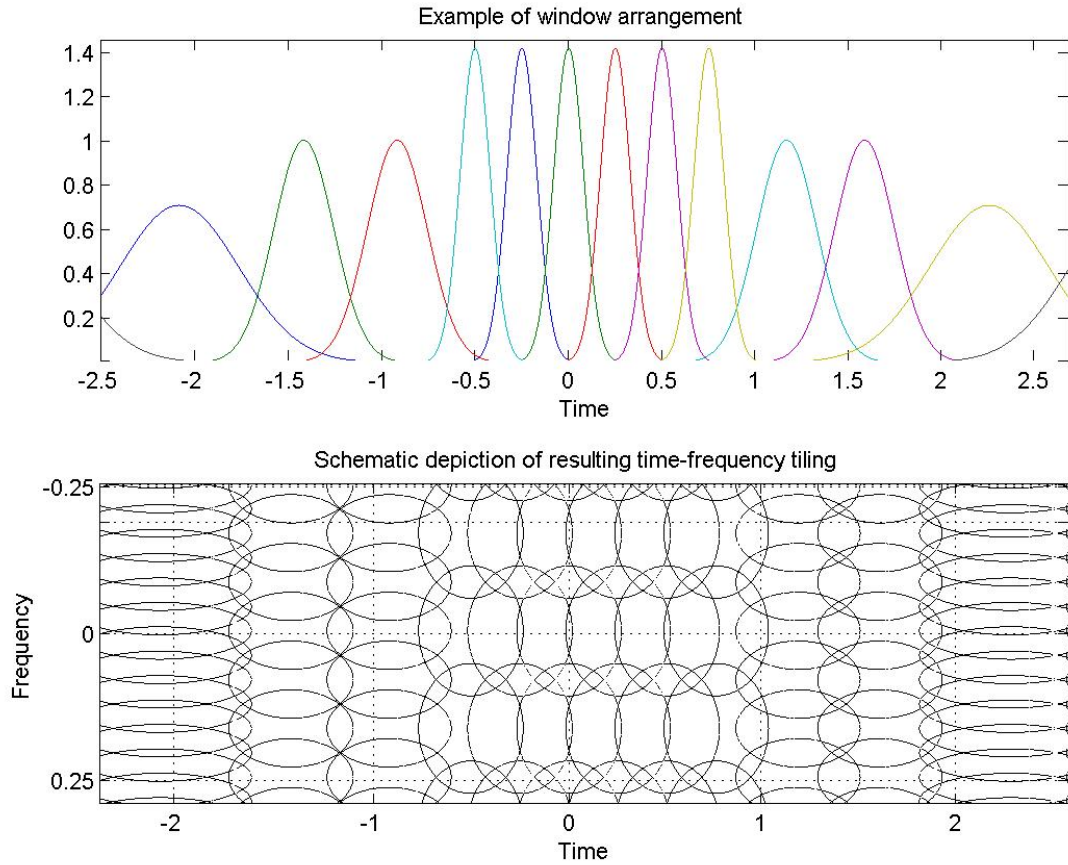 Example of window arrangement
1.4
1.2
1
0.8
0.6
0.4
0.2
-2.5 -2 -1.5 -1 -0.5 0 0.5 1 1.5 2 2.5
Time
Schematic depiction of resulting time-frequency tiling
-0.25
0
0.25
Frequency
-2 -1 0 1 2
Time